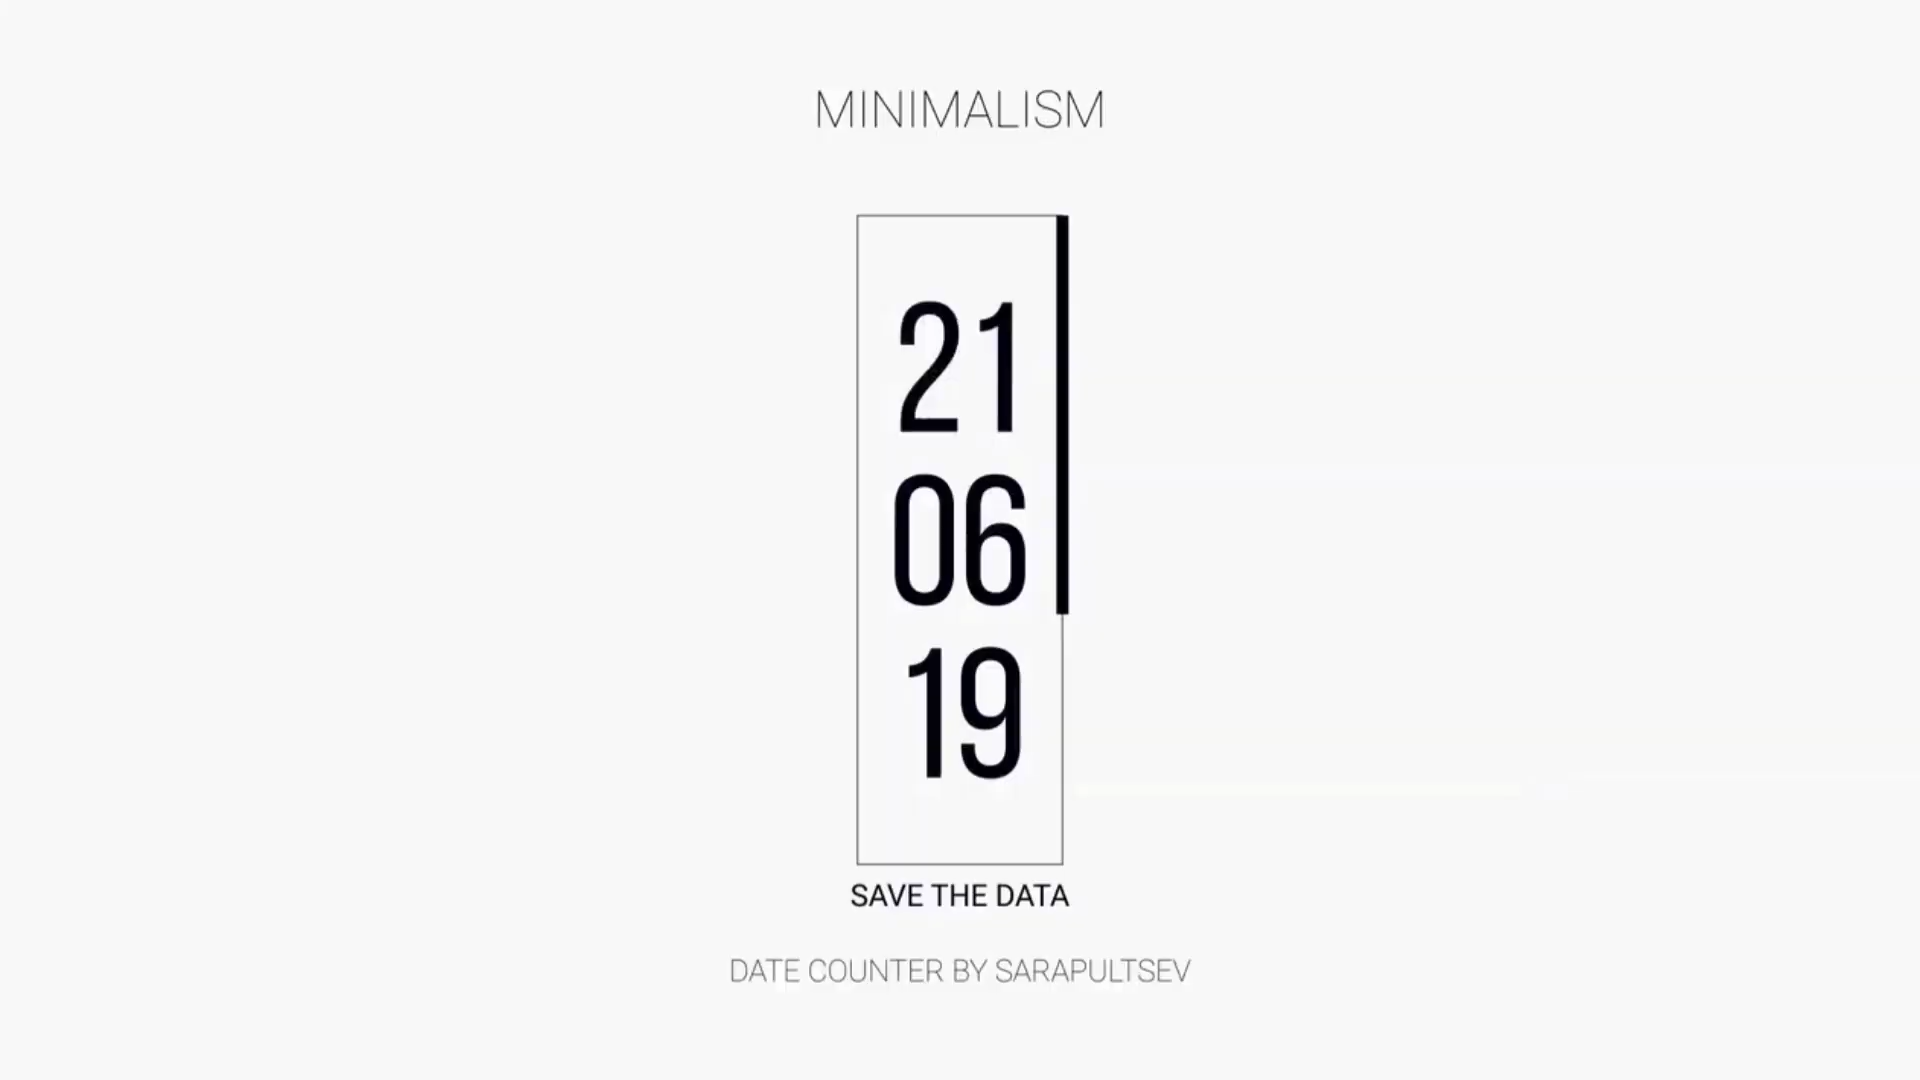 MINIMALISM
21
06
19
SAVE THE DATA
DATE COUNTER BY SARAPULTSEV